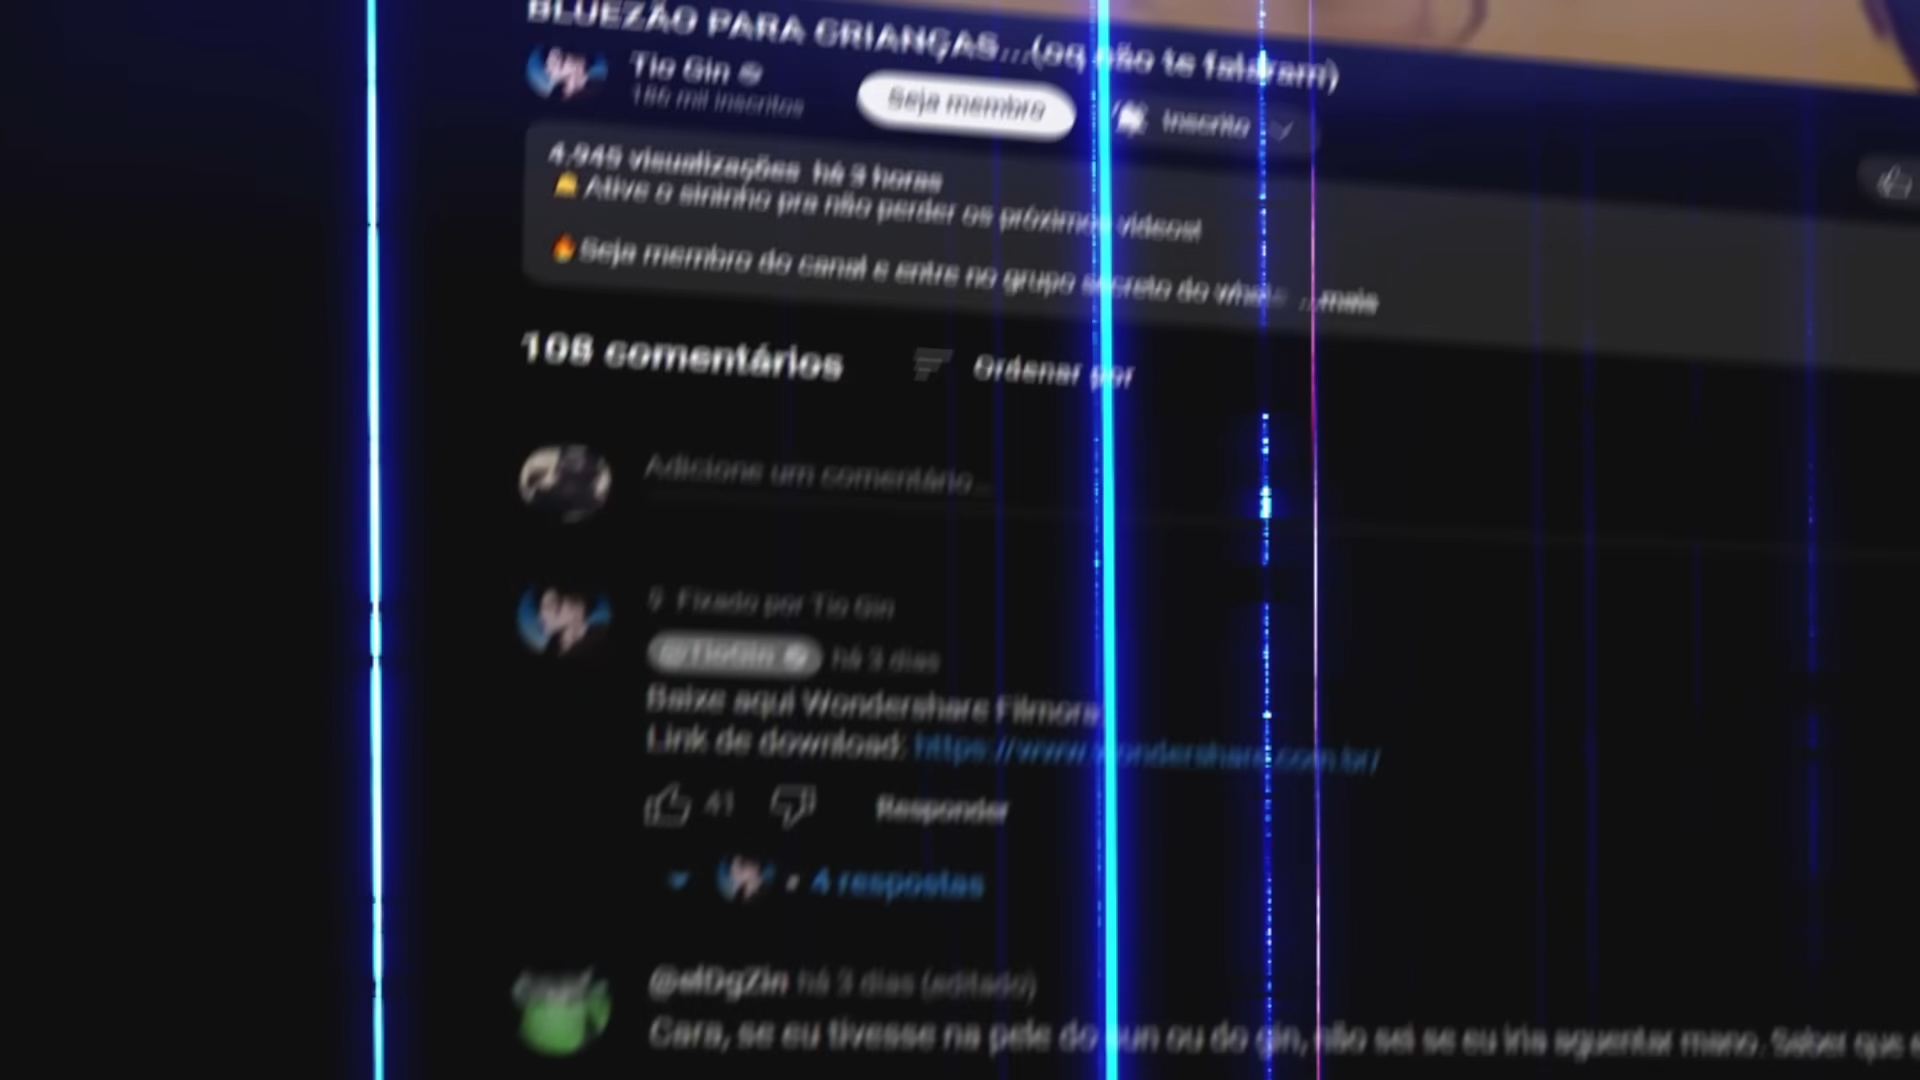 BLUEZÃO PARA CRIANÇAS...(oq não te falaram)
Tio Gin
186 mil inscritos
Seja membro
Inscrito
4.945 visualizações há 3 horas
Ative o sininho pra não perder os próximos vídeos!
Seja membro do canal e entre no grupo secreto do whats ...mais
108 comentários
Ordenar por
Adicione um comentário...
Fixado por Tio Gin
@TioGin há 3 dias
Baixe aqui Wondershare Filmora
Link de download: https://www.wondershare.com.br/
41
Responder
4 respostas
há 3 dias (editado)
Cara, se eu tivesse na pele do ou do gin, não sei se eu iria aguentar mano. Saber que